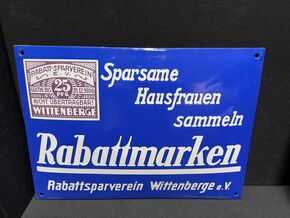 RABATT-SPARVEREIN
E.V.
25
PFG
NICHT ÜBERTRAGBAR!
WITTENBERGE
Sparsame
Hausfrauen
sammeln
Rabattmarken
Rabattsparverein Wittenberge e.V.